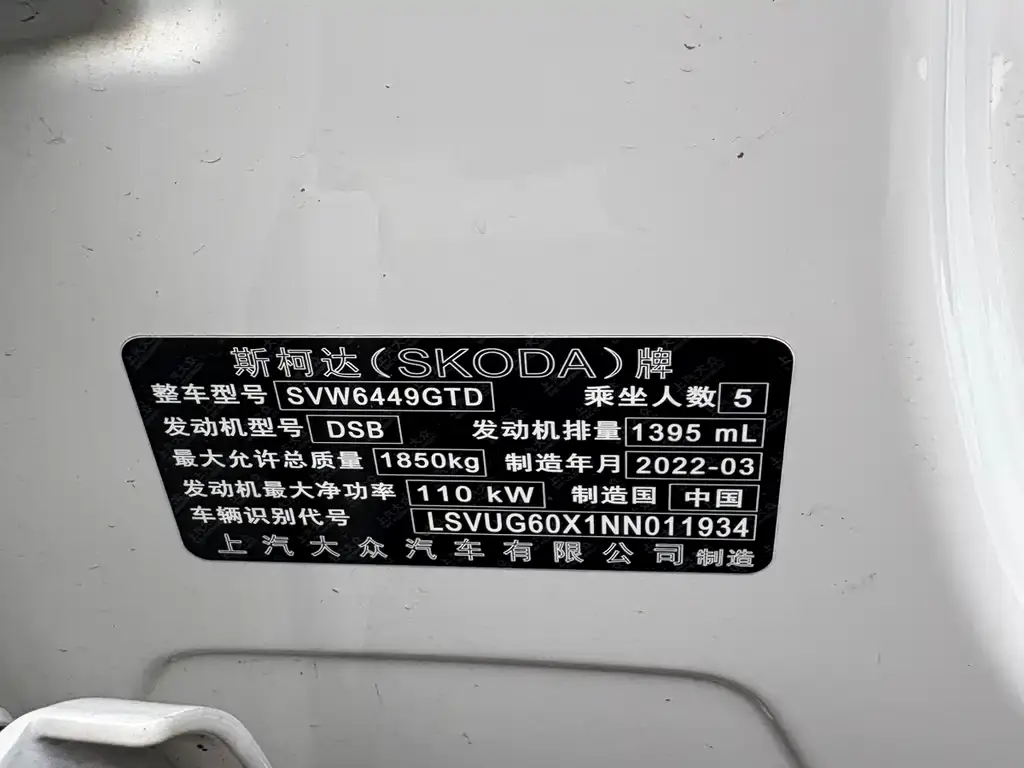 斯柯达（SKODA）牌
整车型号 SVW6449GTD 乘坐人数 5
发动机型号 DSB 发动机排量 1395 mL
最大允许总质量 1850kg 制造年月 2022-03
发动机最大净功率 110 kW 制造国 中国
车辆识别代号 LSVUG60X1NN011934
上汽大众汽车有限公司 制造